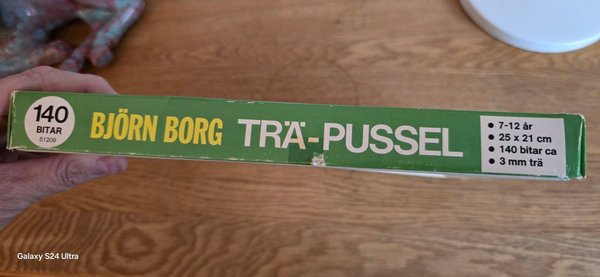 140
BITAR
51209
BJÖRN BORG TRÄ-PUSSEL
• 7-12 år
• 25 x 21 cm
• 140 bitar ca
• 3 mm trä
Galaxy S24 Ultra